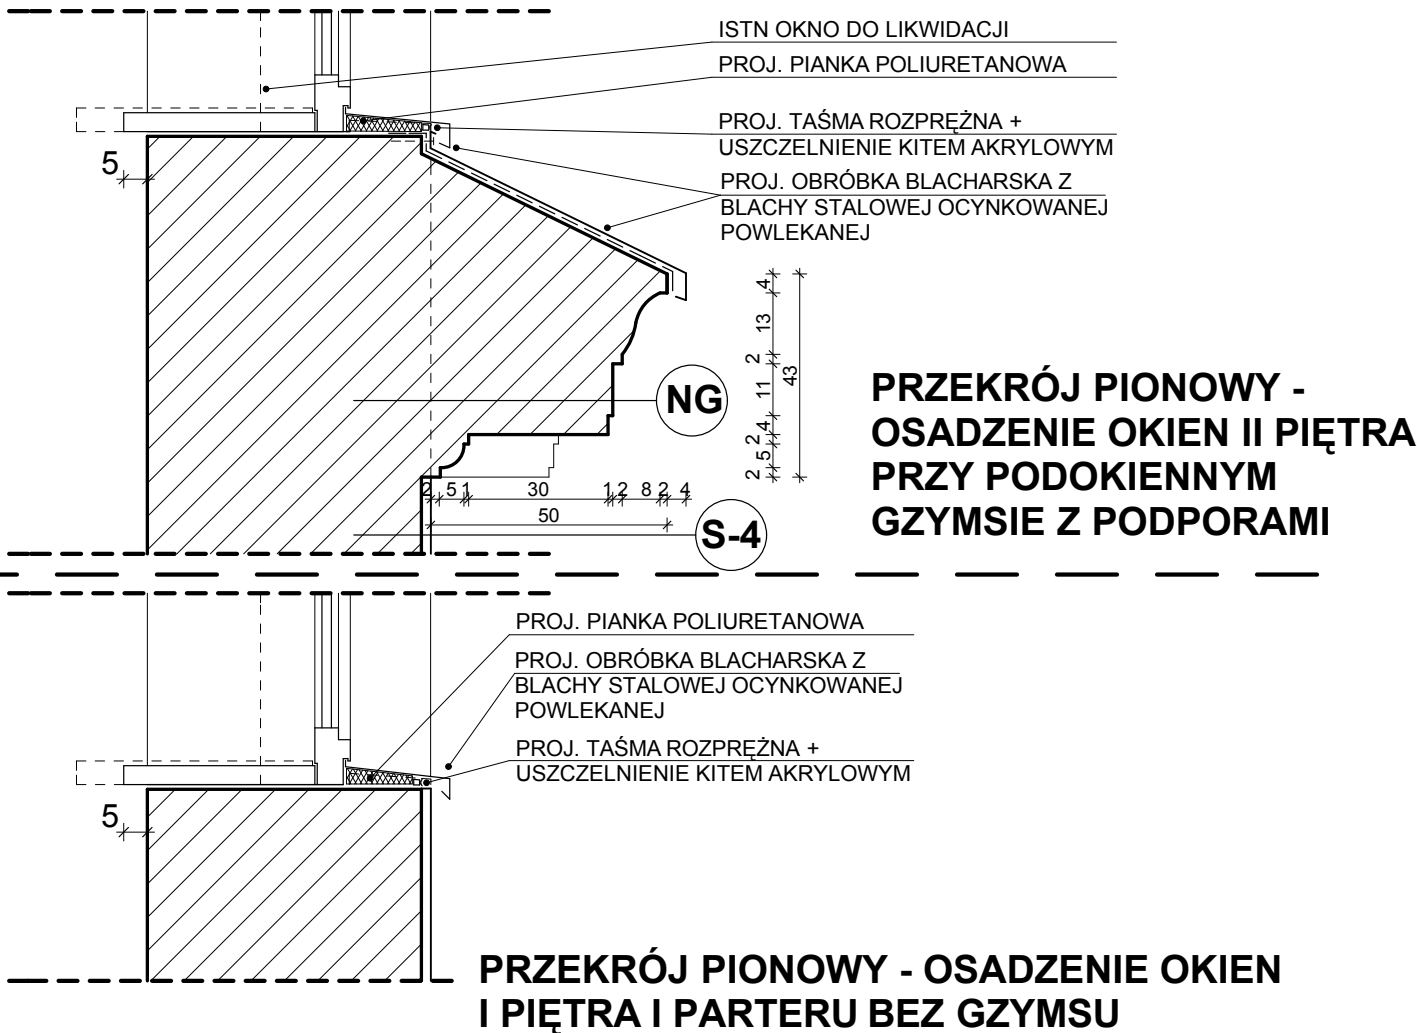 ISTN OKNO DO LIKWIDACJI
PROJ. PIANKA POLIURETANOWA
PROJ. TAŚMA ROZPRĘŻNA +
USZCZELNIENIE KITEM AKRYLOWYM
PROJ. OBRÓBKA BLACHARSKA Z
BLACHY STALOWEJ OCYNKOWANEJ
POWLEKANEJ
5
4
13
2
11
4
2
5
2
43
NG
PRZEKRÓJ PIONOWY -
OSADZENIE OKIEN II PIĘTRA
PRZY PODOKIENNYM
GZYMSIE Z PODPORAMI
2 5 1 30 1 2 8 2 4
50
S-4
PROJ. PIANKA POLIURETANOWA
PROJ. OBRÓBKA BLACHARSKA Z
BLACHY STALOWEJ OCYNKOWANEJ
POWLEKANEJ
PROJ. TAŚMA ROZPRĘŻNA +
USZCZELNIENIE KITEM AKRYLOWYM
5
PRZEKRÓJ PIONOWY - OSADZENIE OKIEN
I PIĘTRA I PARTERU BEZ GZYMSU